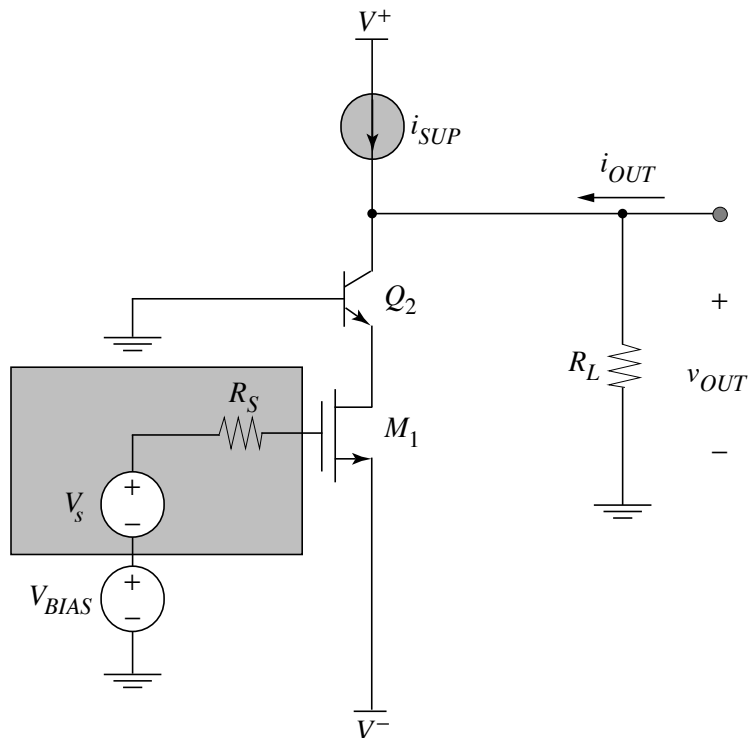 V⁺
i_SUP
i_OUT
Q₂
+
R_L
v_OUT
−
R_S
M₁
+
V_s
−
+
V_BIAS
−
V⁻